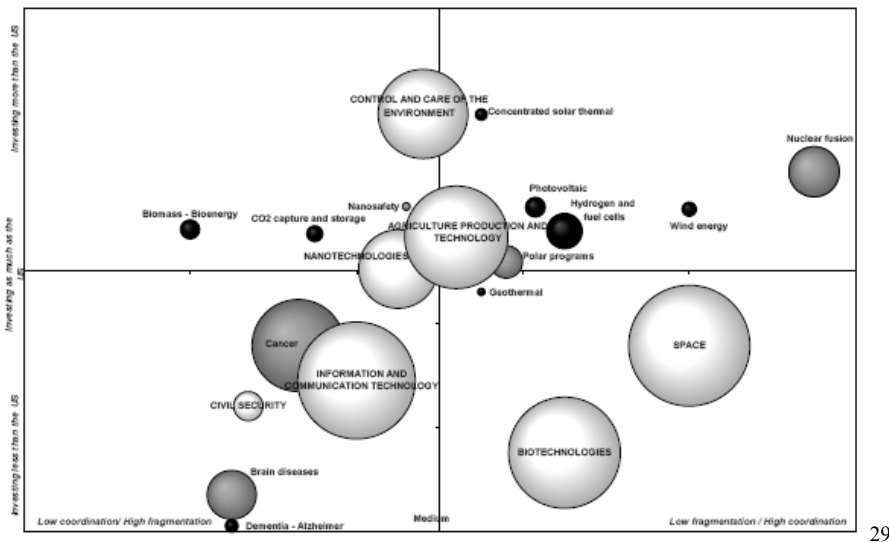 Investing more than the US
CONTROL AND CARE OF THE
ENVIRONMENT
Concentrated solar thermal
Nuclear fusion
Photovoltaic
Nanosafety
Hydrogen and
fuel cells
Biomass - Bioenergy
CO2 capture and storage
AGRICULTURE PRODUCTION AND
TECHNOLOGY
Wind energy
Investing as much as the
US
NANOTECHNOLOGIES
Polar programs
Geothermal
Cancer
SPACE
INFORMATION AND
COMMUNICATION TECHNOLOGY
CIVIL SECURITY
Investing less than the US
BIOTECHNOLOGIES
Brain diseases
Low coordination/ High fragmentation
Dementia - Alzheimer
Medium
Low fragmentation / High coordination
29